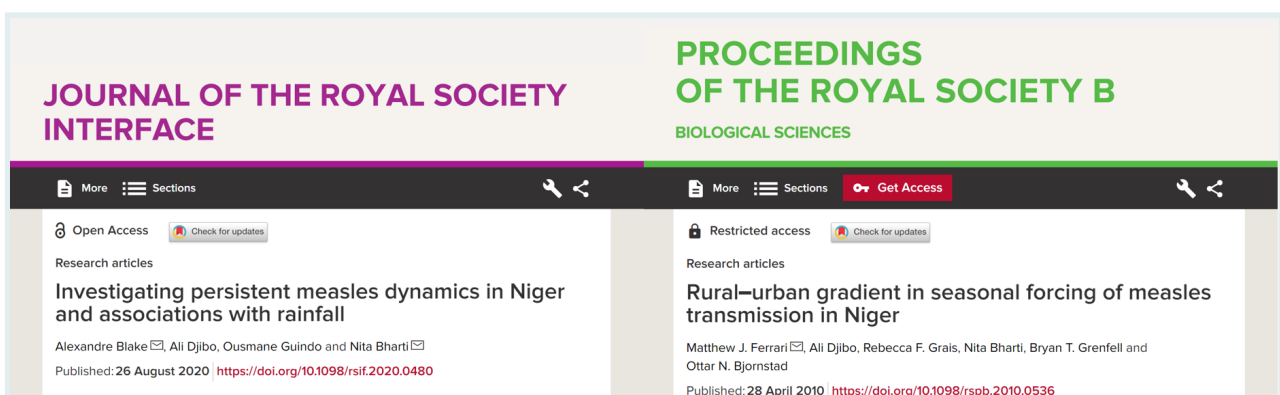 JOURNAL OF THE ROYAL SOCIETY
INTERFACE
More
Sections
Open Access
Check for updates
Research articles
Investigating persistent measles dynamics in Niger
and associations with rainfall
Alexandre Blake, Ali Djibo, Ousmane Guindo and Nita Bharti
Published: 26 August 2020 https://doi.org/10.1098/rsif.2020.0480
PROCEEDINGS
OF THE ROYAL SOCIETY B
BIOLOGICAL SCIENCES
More
Sections
Get Access
Restricted access
Check for updates
Research articles
Rural–urban gradient in seasonal forcing of measles
transmission in Niger
Matthew J. Ferrari, Ali Djibo, Rebecca F. Grais, Nita Bharti, Bryan T. Grenfell and
Ottar N. Bjornstad
Published: 28 April 2010 https://doi.org/10.1098/rspb.2010.0536